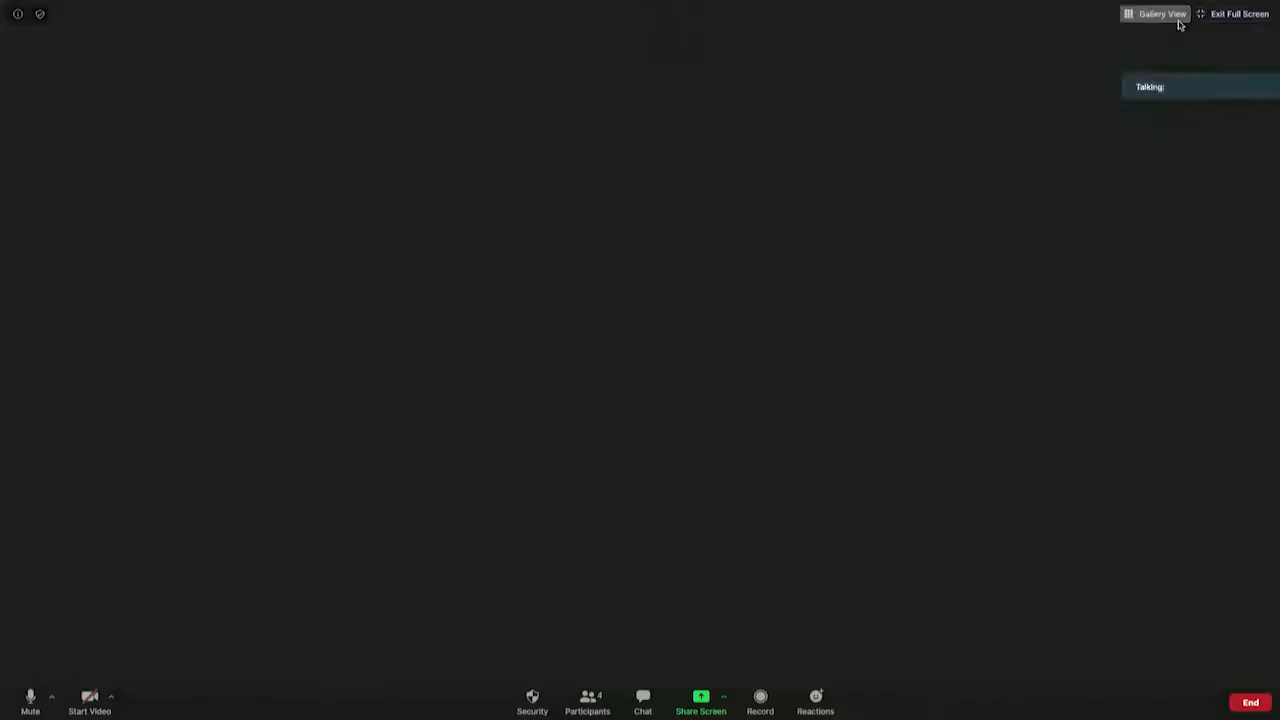 Gallery View
Exit Full Screen
Talking:
Mute
Start Video
Security
4
Participants
Chat
Share Screen
Record
Reactions
End